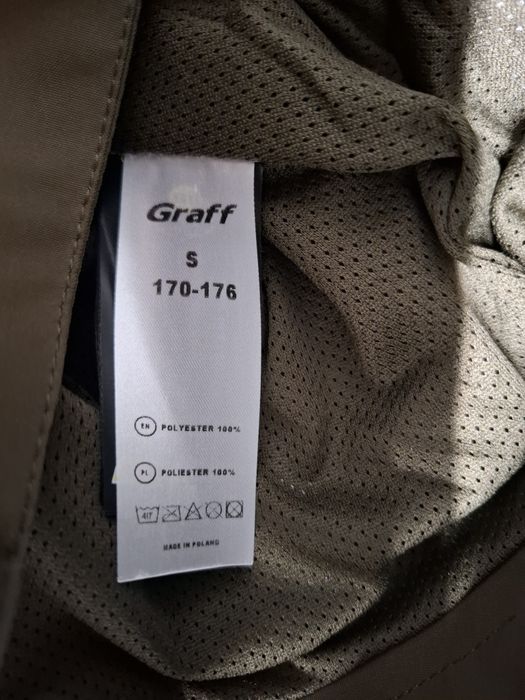 Graff
S
170-176
EN POLYESTER 100%
PL POLIESTER 100%
MADE IN POLAND